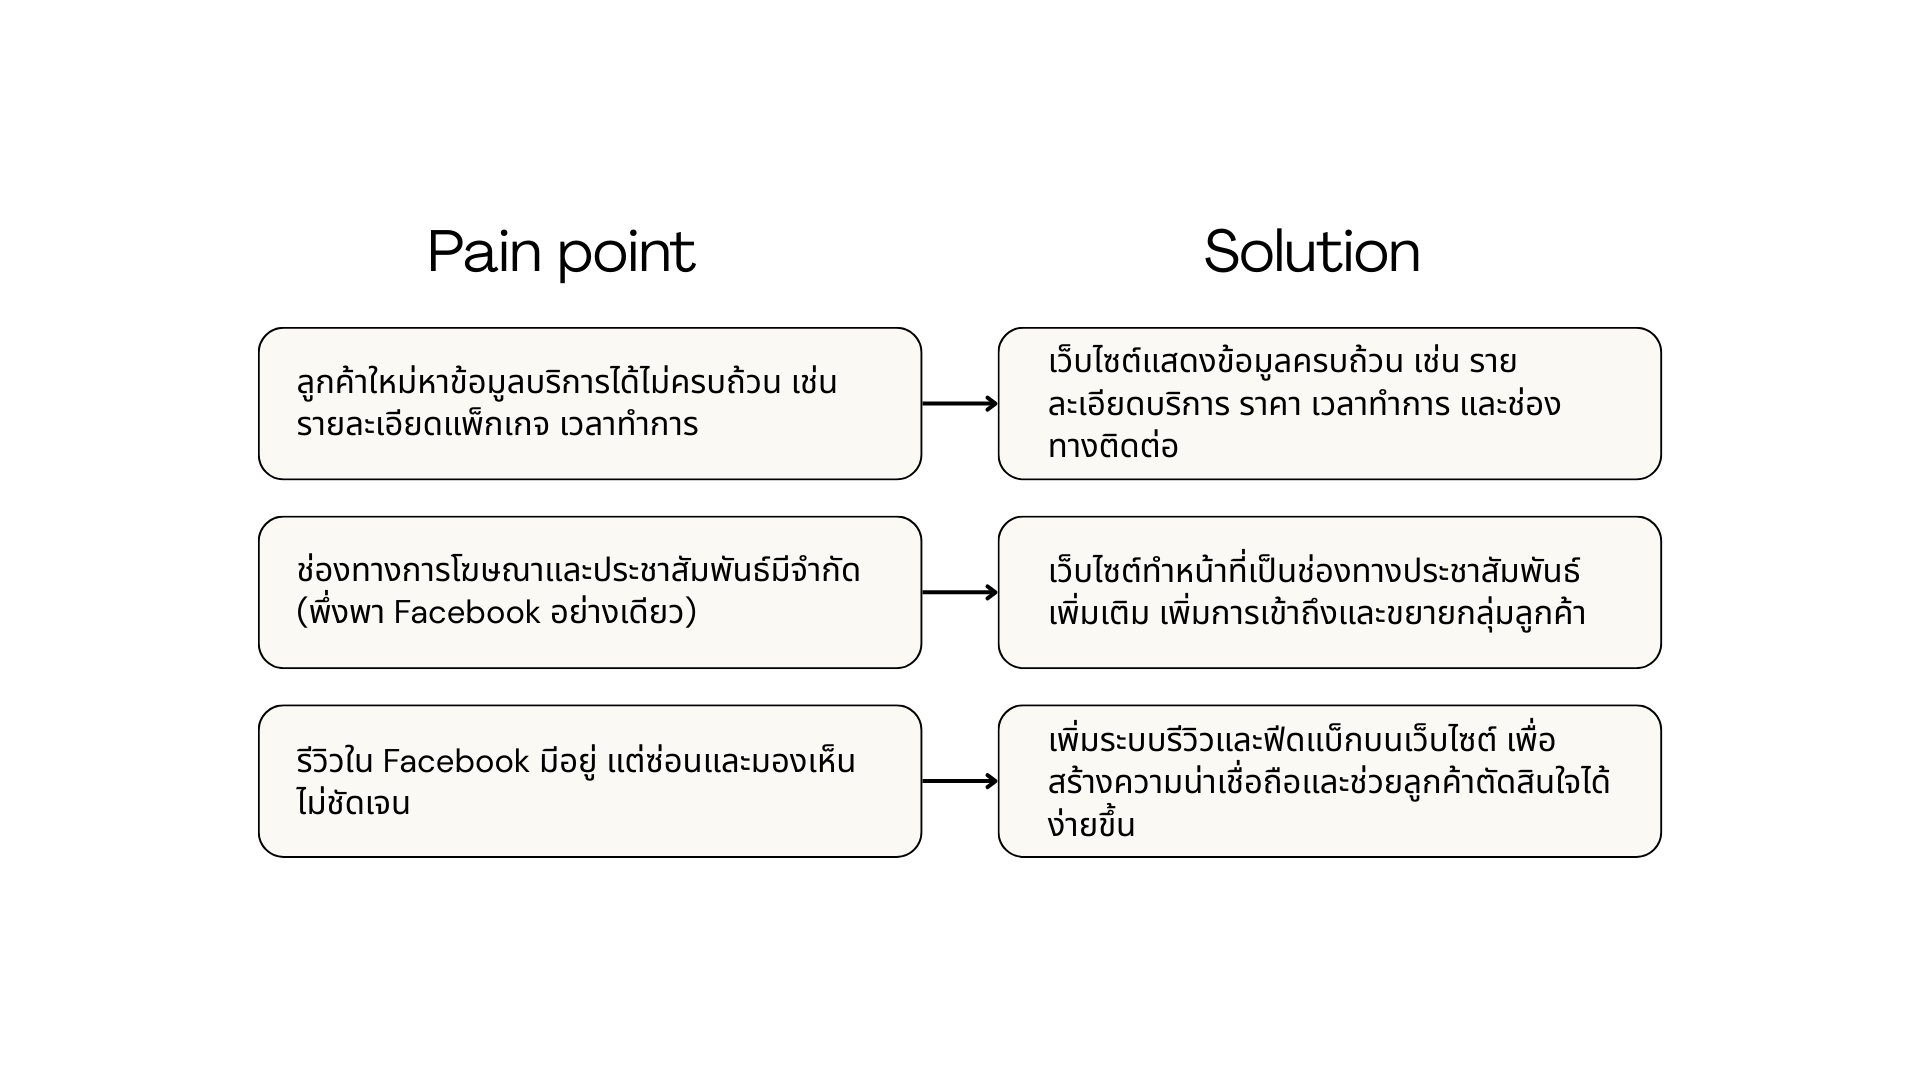 Pain point
Solution
ลูกค้าใหม่หาข้อมูลบริการได้ไม่ครบถ้วน เช่น
รายละเอียดแพ็กเกจ เวลาทำการ
เว็บไซต์แสดงข้อมูลครบถ้วน เช่น ราย
ละเอียดบริการ ราคา เวลาทำการ และช่อง
ทางติดต่อ
ช่องทางการโฆษณาและประชาสัมพันธ์มีจำกัด
(พึ่งพา Facebook อย่างเดียว)
เว็บไซต์ทำหน้าที่เป็นช่องทางประชาสัมพันธ์
เพิ่มเติม เพิ่มการเข้าถึงและขยายกลุ่มลูกค้า
รีวิวใน Facebook มีอยู่ แต่ซ่อนและมองเห็น
ไม่ชัดเจน
เพิ่มระบบรีวิวและฟีดแบ็กบนเว็บไซต์ เพื่อ
สร้างความน่าเชื่อถือและช่วยลูกค้าตัดสินใจได้
ง่ายขึ้น